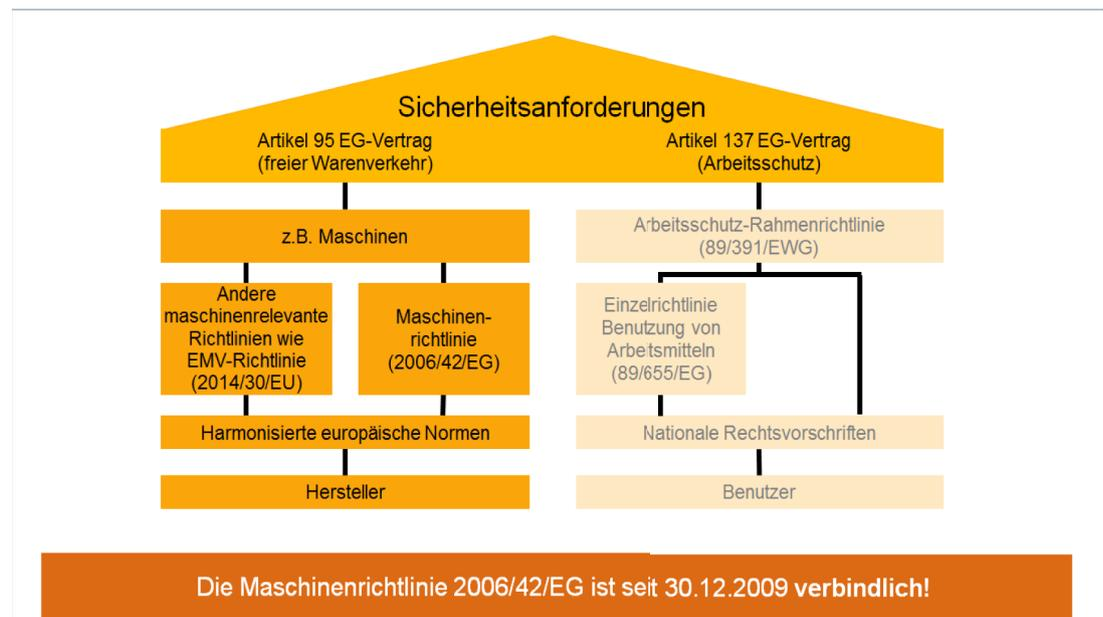 Sicherheitsanforderungen
Artikel 95 EG-Vertrag
(freier Warenverkehr)
Artikel 137 EG-Vertrag
(Arbeitsschutz)
z.B. Maschinen
Andere
maschinenrelevante
Richtlinien wie
EMV-Richtlinie
(2014/30/EU)
Maschinen-
richtlinie
(2006/42/EG)
Harmonisierte europäische Normen
Hersteller
Arbeitsschutz-Rahmenrichtlinie
(89/391/EWG)
Einzelrichtlinie
Benutzung von
Arbeitsmitteln
(89/655/EG)
Nationale Rechtsvorschriften
Benutzer
Die Maschinenrichtlinie 2006/42/EG ist seit 30.12.2009 verbindlich!